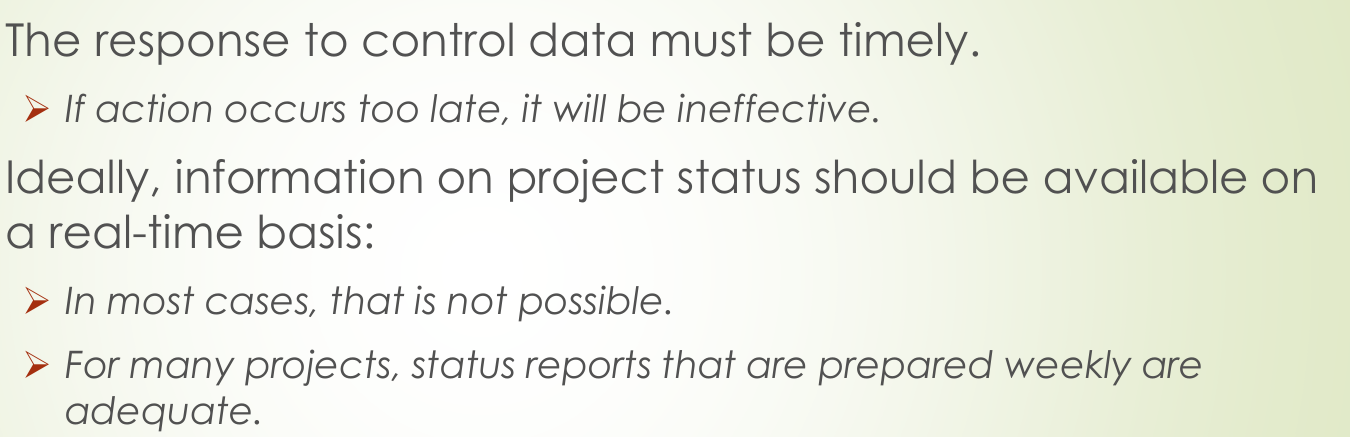 The response to control data must be timely.
If action occurs too late, it will be ineffective.
Ideally, information on project status should be available on
a real-time basis:
In most cases, that is not possible.
For many projects, status reports that are prepared weekly are
adequate.